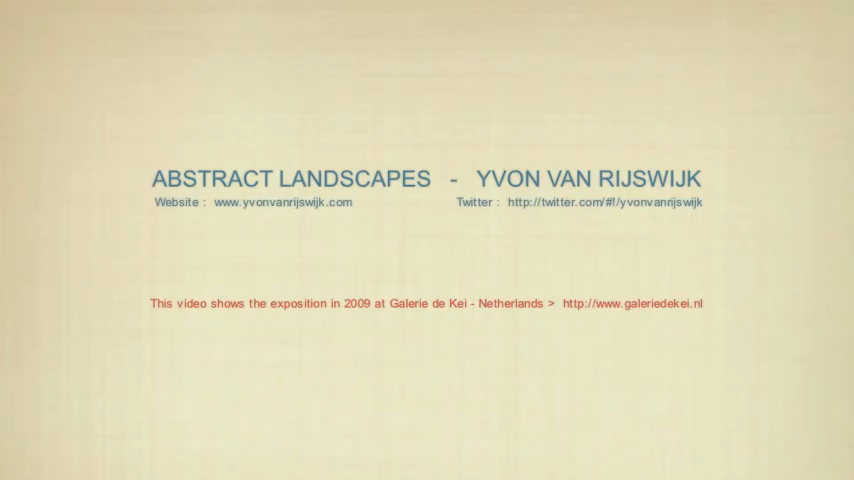 ABSTRACT LANDSCAPES - YVON VAN RIJSWIJK
Website : www.yvonvanrijswijk.com Twitter : http://twitter.com/#!/yvonvanrijswijk
This video shows the exposition in 2009 at Galerie de Kei - Netherlands > http://www.galeriedekei.nl